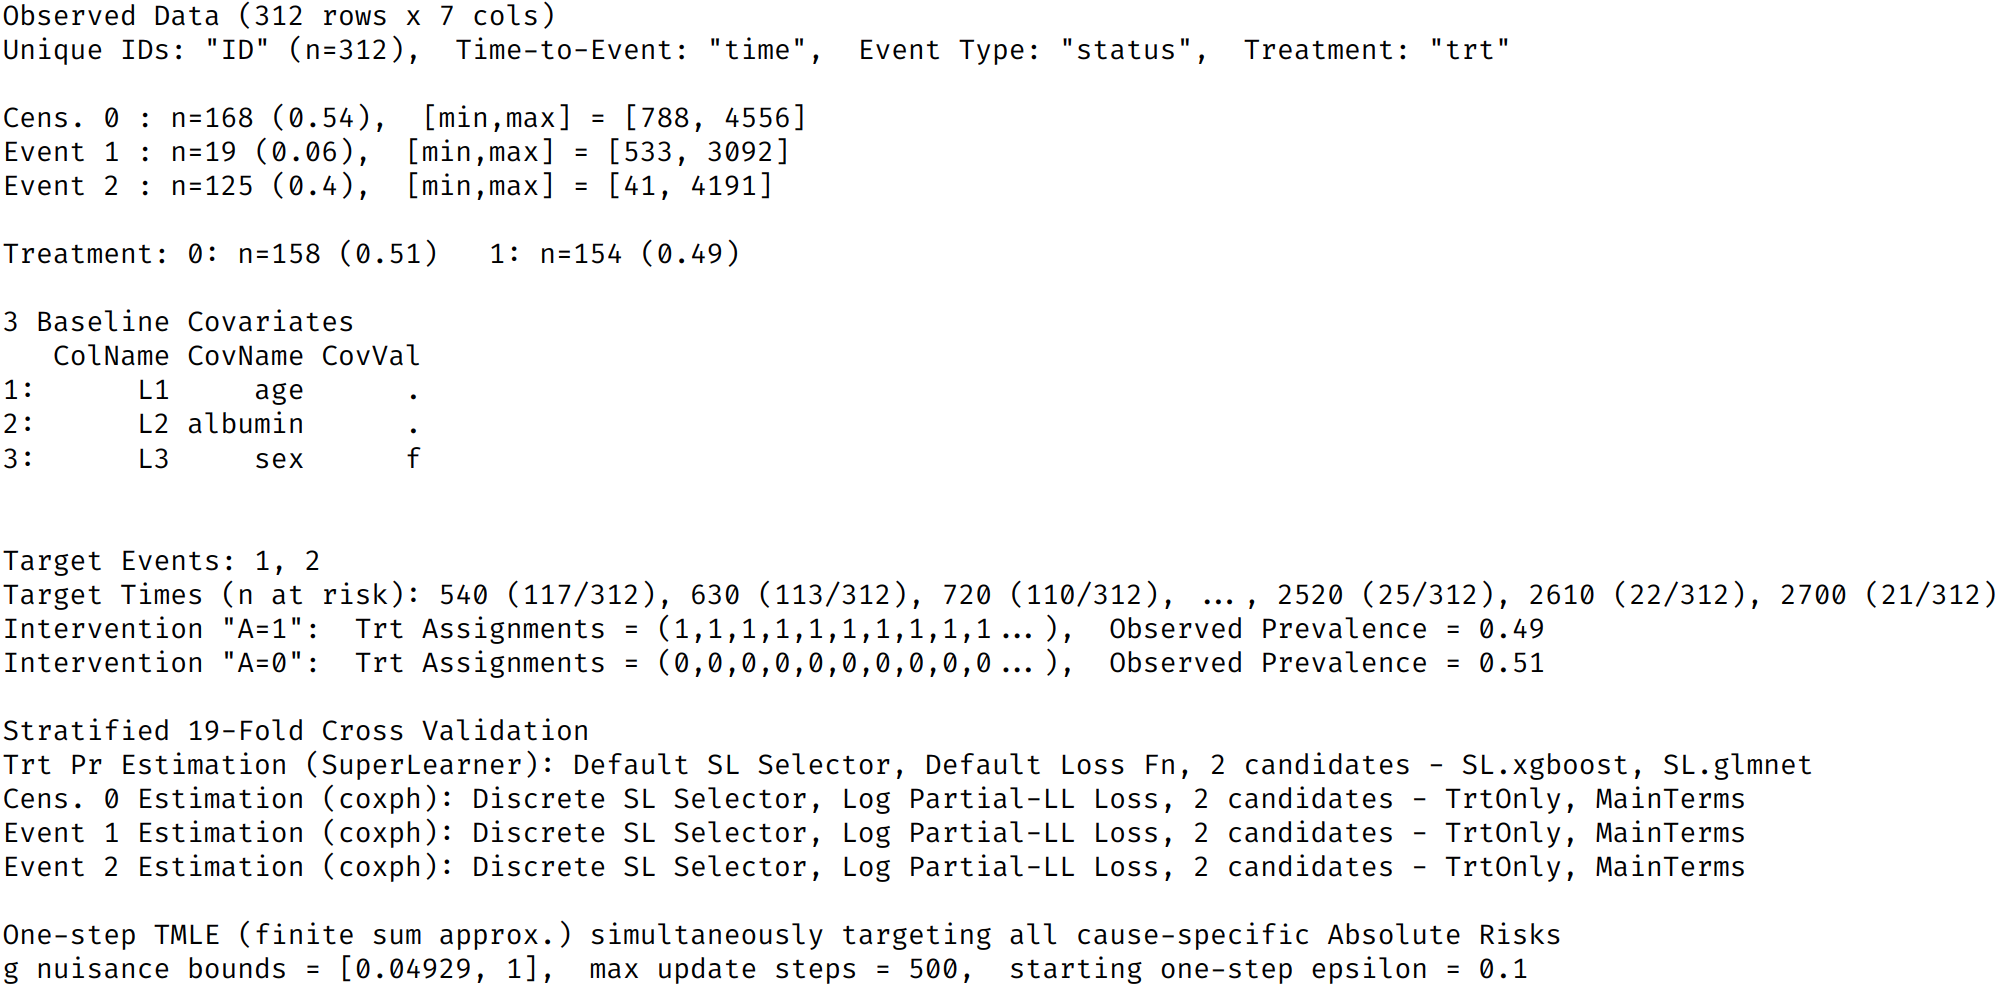 Observed Data (312 rows x 7 cols)
Unique IDs: "ID" (n=312),  Time-to-Event: "time",  Event Type: "status",  Treatment: "trt"

Cens. 0 : n=168 (0.54),  [min,max] = [788, 4556]
Event 1 : n=19 (0.06),  [min,max] = [533, 3092]
Event 2 : n=125 (0.4),  [min,max] = [41, 4191]

Treatment: 0: n=158 (0.51)   1: n=154 (0.49)

3 Baseline Covariates
   ColName CovName CovVal
1:      L1     age      .
2:      L2 albumin      .
3:      L3     sex      f

Target Events: 1, 2
Target Times (n at risk): 540 (117/312), 630 (113/312), 720 (110/312), ..., 2520 (25/312), 2610 (22/312), 2700 (21/312)
Intervention "A=1":  Trt Assignments = (1,1,1,1,1,1,1,1,1,1...),  Observed Prevalence = 0.49
Intervention "A=0":  Trt Assignments = (0,0,0,0,0,0,0,0,0,0...),  Observed Prevalence = 0.51

Stratified 19-Fold Cross Validation
Trt Pr Estimation (SuperLearner): Default SL Selector, Default Loss Fn, 2 candidates - SL.xgboost, SL.glmnet
Cens. 0 Estimation (coxph): Discrete SL Selector, Log Partial-LL Loss, 2 candidates - TrtOnly, MainTerms
Event 1 Estimation (coxph): Discrete SL Selector, Log Partial-LL Loss, 2 candidates - TrtOnly, MainTerms
Event 2 Estimation (coxph): Discrete SL Selector, Log Partial-LL Loss, 2 candidates - TrtOnly, MainTerms

One-step TMLE (finite sum approx.) simultaneously targeting all cause-specific Absolute Risks
g nuisance bounds = [0.04929, 1],  max update steps = 500,  starting one-step epsilon = 0.1